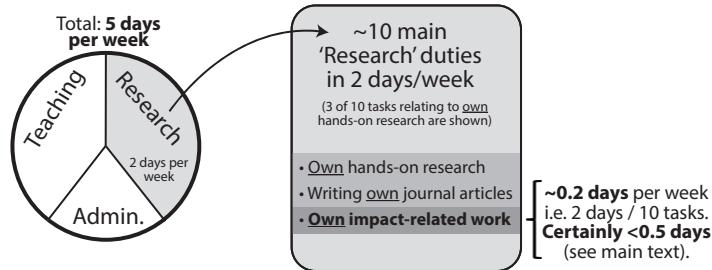 Total: 5 days
per week
Teaching
Research
2 days per
week
Admin.
~10 main
‘Research’ duties
in 2 days/week
(3 of 10 tasks relating to own
hands-on research are shown)
• Own hands-on research
• Writing own journal articles
• Own impact-related work
~0.2 days per week
i.e. 2 days / 10 tasks.
Certainly <0.5 days
(see main text).